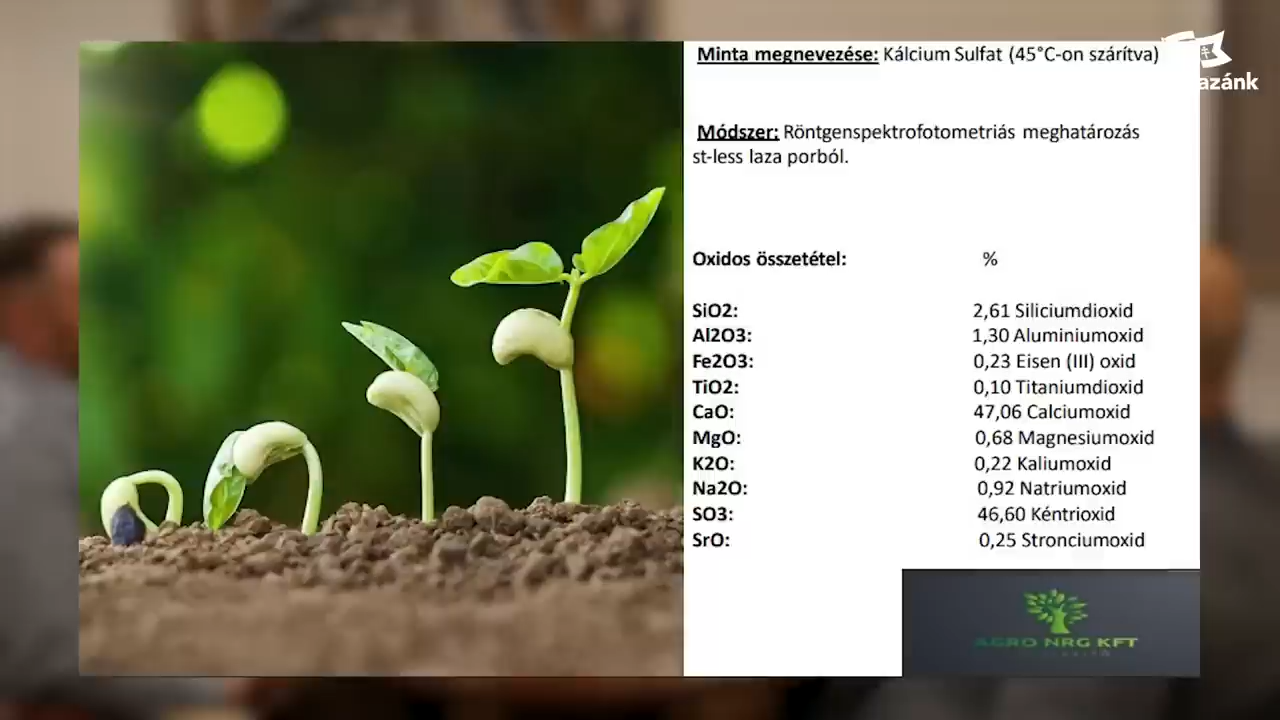 Minta megnevezése: Kálcium Sulfat (45°C-on szárítva)
azánk
Módszer: Röntgenspektrofotometriás meghatározás
st-less laza porból.
Oxidos összetétel: %
SiO2: 2,61 Siliciumdioxid
Al2O3: 1,30 Aluminiumoxid
Fe2O3: 0,23 Eisen (III) oxid
TiO2: 0,10 Titaniumdioxid
CaO: 47,06 Calciumoxid
MgO: 0,68 Magnesiumoxid
K2O: 0,22 Kaliumoxid
Na2O: 0,92 Natriumoxid
SO3: 46,60 Kéntrioxid
SrO: 0,25 Stronciumoxid
AGRO NRG KFT